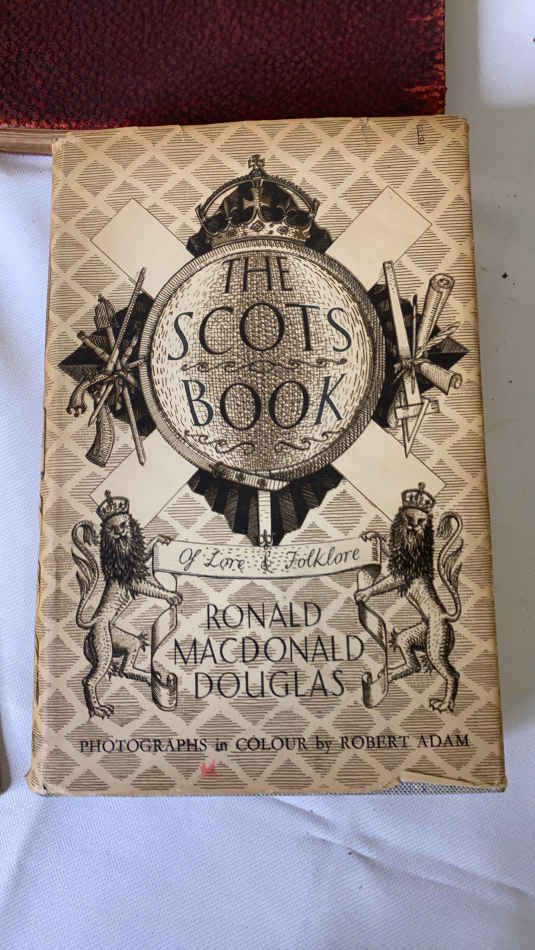 THE
SCOTS
BOOK
Of Lore & Folklore
RONALD
MACDONALD
DOUGLAS
PHOTOGRAPHS in COLOUR by ROBERT ADAM